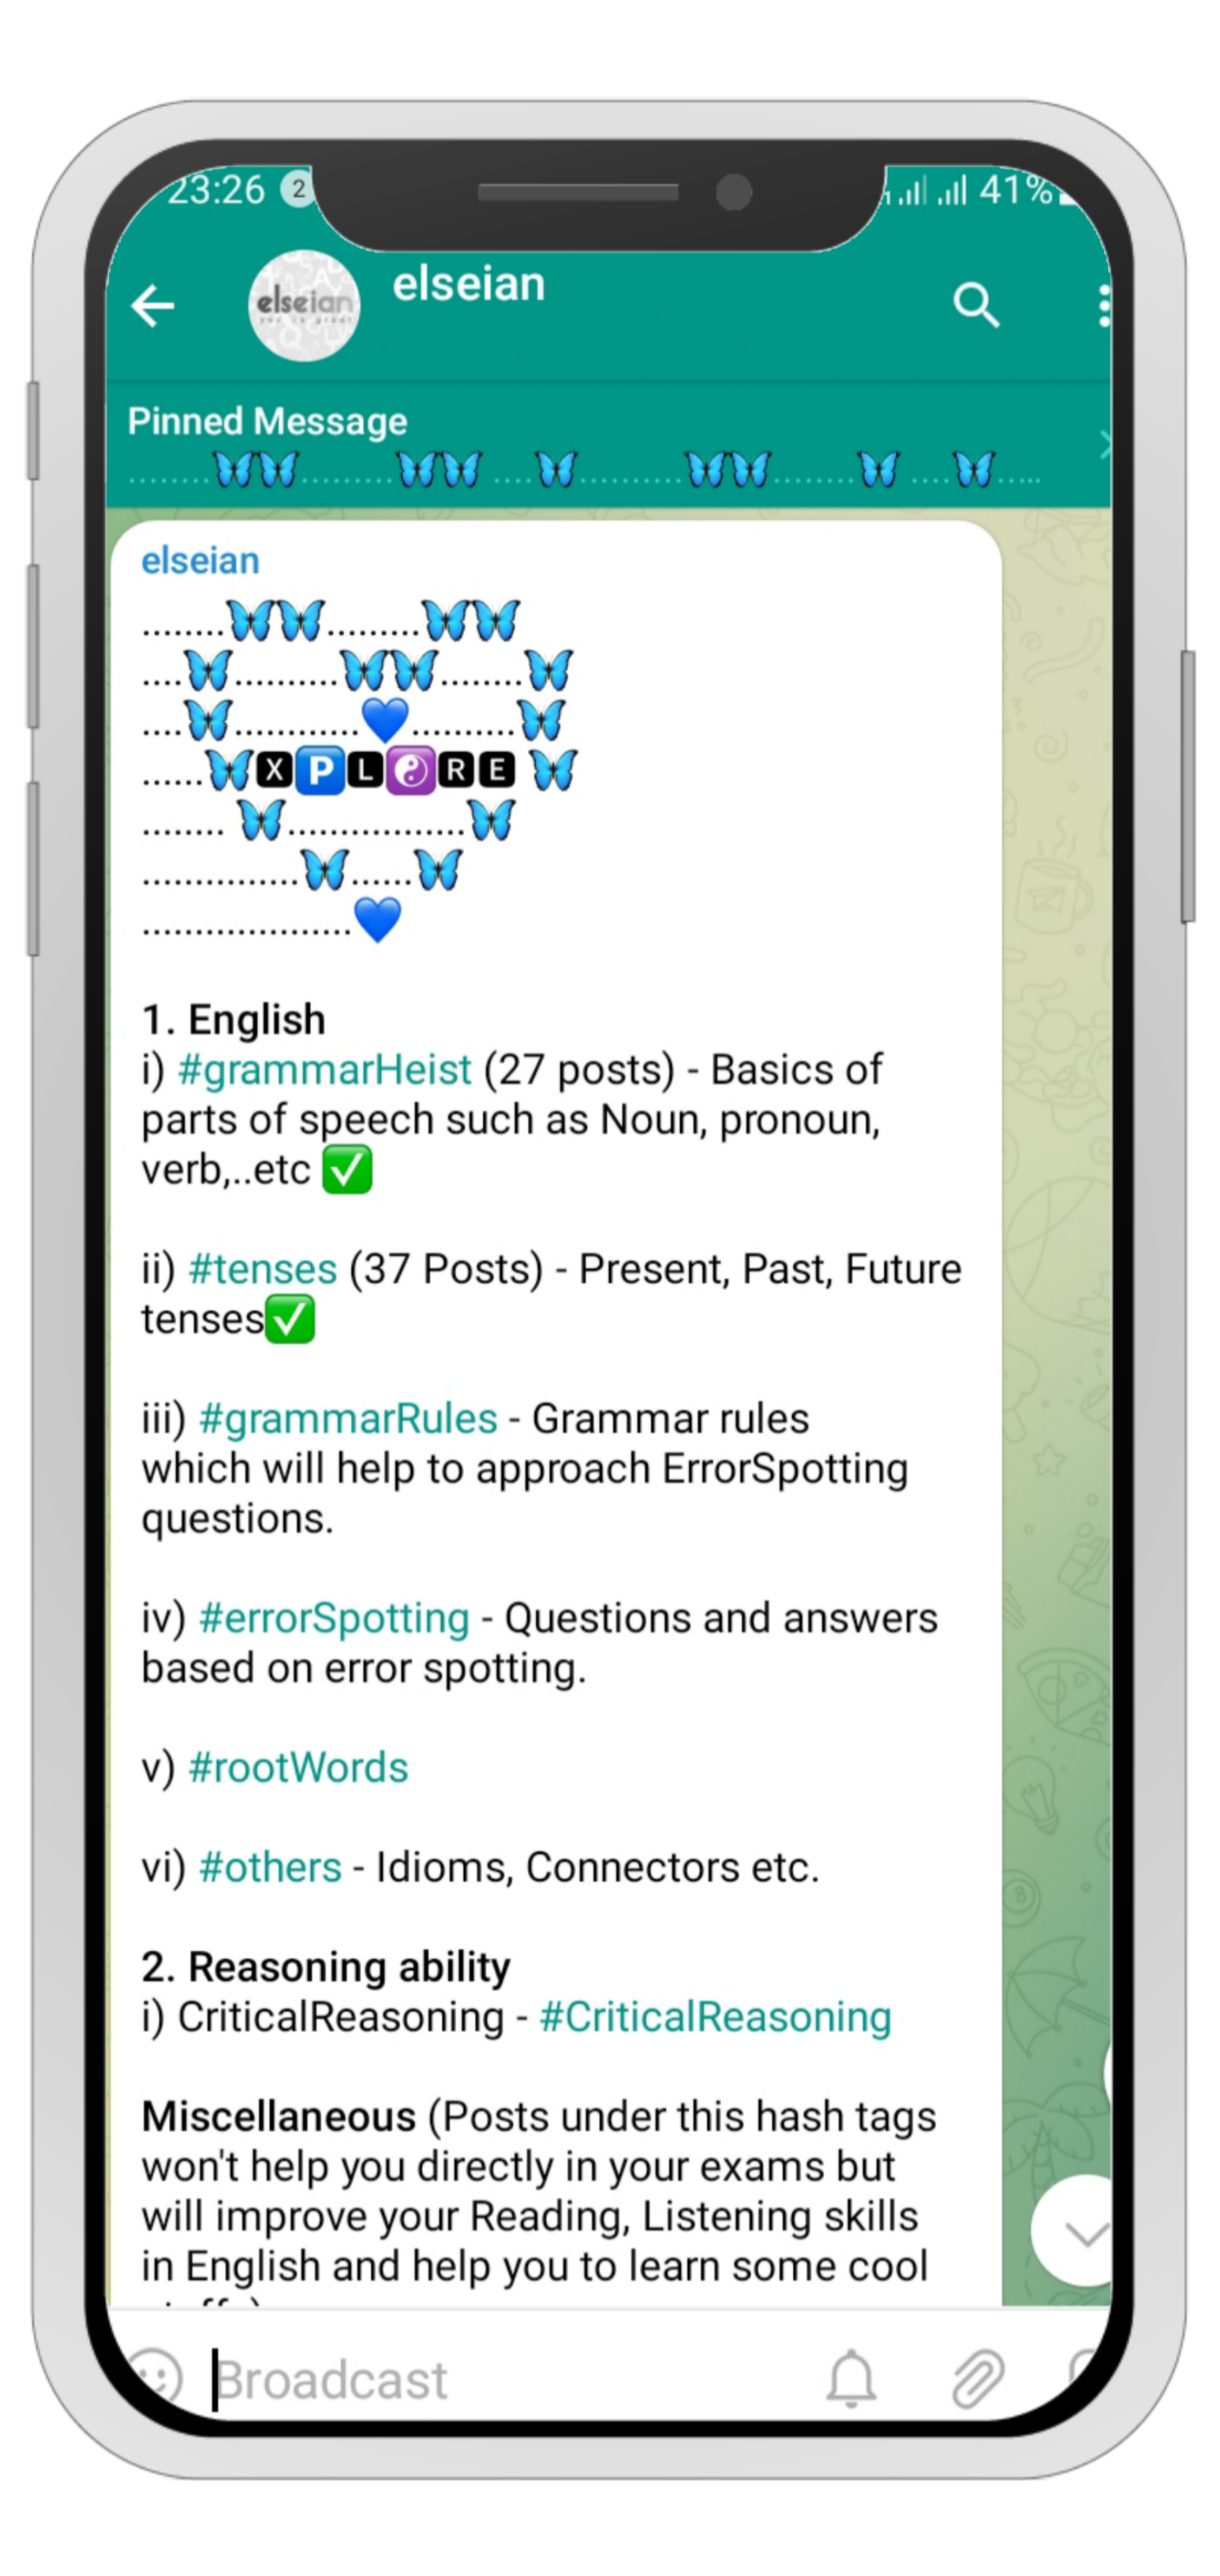 23:26 2 41%
elseian
elseian
you is great
Pinned Message
........🦋🦋.........🦋🦋 ....🦋..........🦋🦋........🦋 ....🦋.....
elseian
........🦋🦋.........🦋🦋
....🦋..........🦋🦋........🦋
....🦋............💙..........🦋
......🦋🆇🅿️🅻☯️🆁🅴 🦋
........ 🦋.................🦋
...............🦋......🦋
....................💙
1. English
i) #grammarHeist (27 posts) - Basics of
parts of speech such as Noun, pronoun,
verb,..etc ✅
ii) #tenses (37 Posts) - Present, Past, Future
tenses✅
iii) #grammarRules - Grammar rules
which will help to approach ErrorSpotting
questions.
iv) #errorSpotting - Questions and answers
based on error spotting.
v) #rootWords
vi) #others - Idioms, Connectors etc.
2. Reasoning ability
i) CriticalReasoning - #CriticalReasoning
Miscellaneous (Posts under this hash tags
won't help you directly in your exams but
will improve your Reading, Listening skills
in English and help you to learn some cool
Broadcast